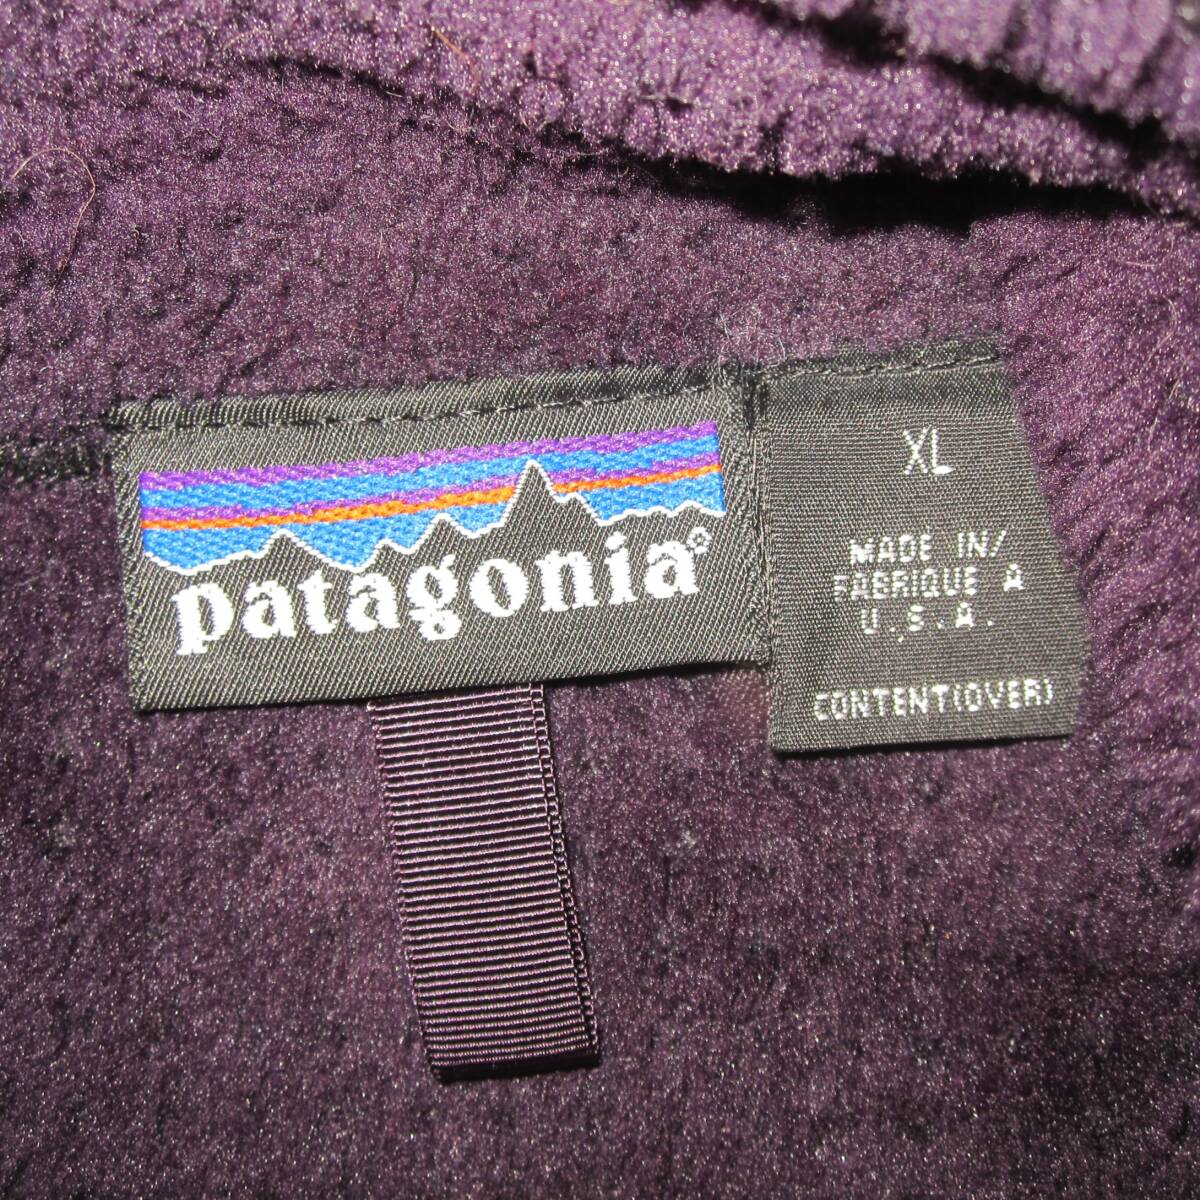 patagonia®
XL
MADE IN/
FABRIQUE A
U.S.A.
CONTENT(OVER)